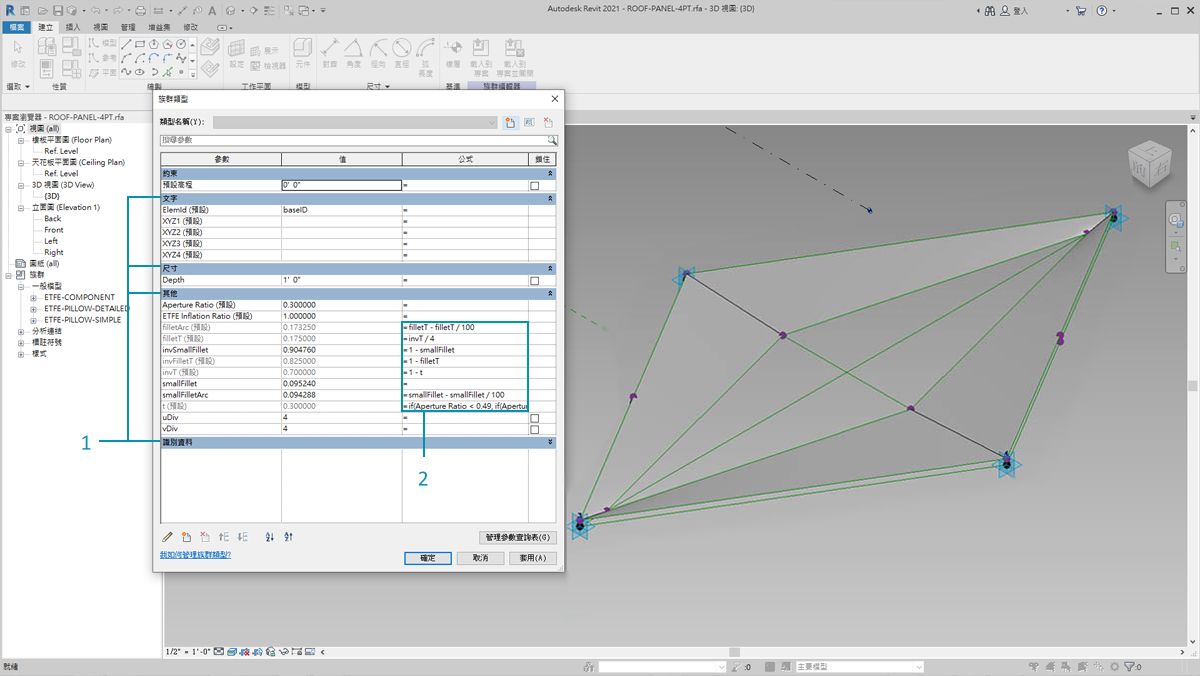 Autodesk Revit 2021 - ROOF-PANEL-4PT.rfa - {3D}
登入
檔案 建立 插入 視圖 管理 增益集 修改
修改
模型
參考
平面
設定
展示
檢視器
元件
對齊 角度 徑向 直徑 弧長度
載入到專案
載入到專案並關閉
選取 性質 繪製 工作平面 模型 尺寸 基準 族群編輯器
專案瀏覽器 - ROOF-PANEL-4PT.rfa
視圖 (all)
樓板平面圖 (Floor Plan)
Ref. Level
天花板平面圖 (Ceiling Plan)
Ref. Level
3D 視圖 (3D View)
{3D}
立面圖 (Elevation 1)
Back
Front
Left
Right
圖紙 (all)
族群
一般模型
ETFE-COMPONENT
ETFE-PILLOW-DETAILED
ETFE-PILLOW-SIMPLE
分析連結
標註符號
樣式
族群類型
類型名稱(Y):
搜尋參數
參數 值 公式 鎖住
約束
預設高程 0' 0" =
文字
ElemId (預設) baseID =
XYZ1 (預設) =
XYZ2 (預設) =
XYZ3 (預設) =
XYZ4 (預設) =
尺寸
Depth 1' 0" =
其他
Aperture Ratio (預設) 0.300000 =
ETFE Inflation Ratio (預設) 1.000000 =
filletArc (預設) 0.173250 = filletT - filletT / 100
filletT (預設) 0.175000 = invT / 4
invSmallFillet 0.904760 = 1 - smallFillet
invFilletT (預設) 0.825000 = 1 - filletT
invT (預設) 0.700000 = 1 - t
smallFillet 0.095240 =
smallFilletArc 0.094288 = smallFillet - smallFillet / 100
t (預設) 0.300000 = if(Aperture Ratio < 0.49, if(Apertur
uDiv 4 =
vDiv 4 =
識別資料
1
2
管理參數查詢表(G)
我如何管理族群類型?
確定 取消 套用(A)
前 右
1/2" = 1'-0"
就緒
:0
主要模型
:0